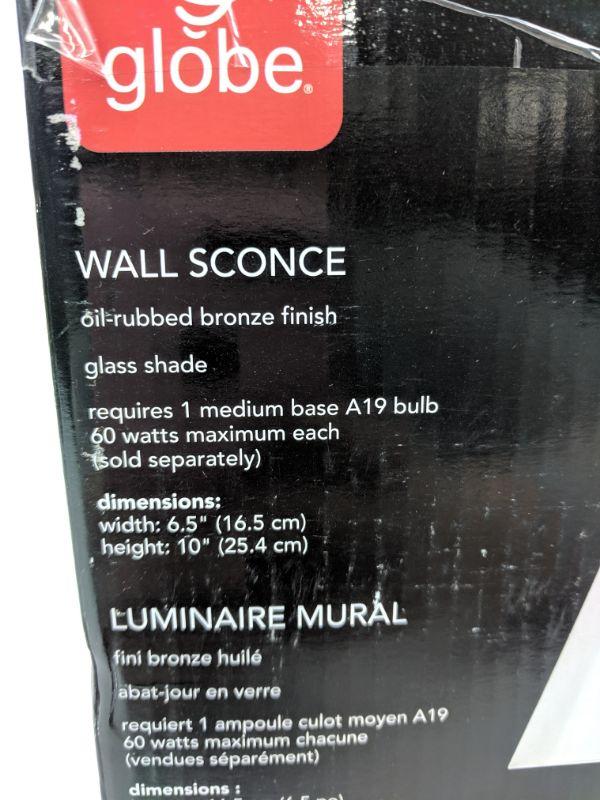 glōbe®
WALL SCONCE
oil-rubbed bronze finish
glass shade
requires 1 medium base A19 bulb
60 watts maximum each
(sold separately)
dimensions:
width: 6.5" (16.5 cm)
height: 10" (25.4 cm)
LUMINAIRE MURAL
fini bronze huilé
abat-jour en verre
requiert 1 ampoule culot moyen A19
60 watts maximum chacune
(vendues séparément)
dimensions :